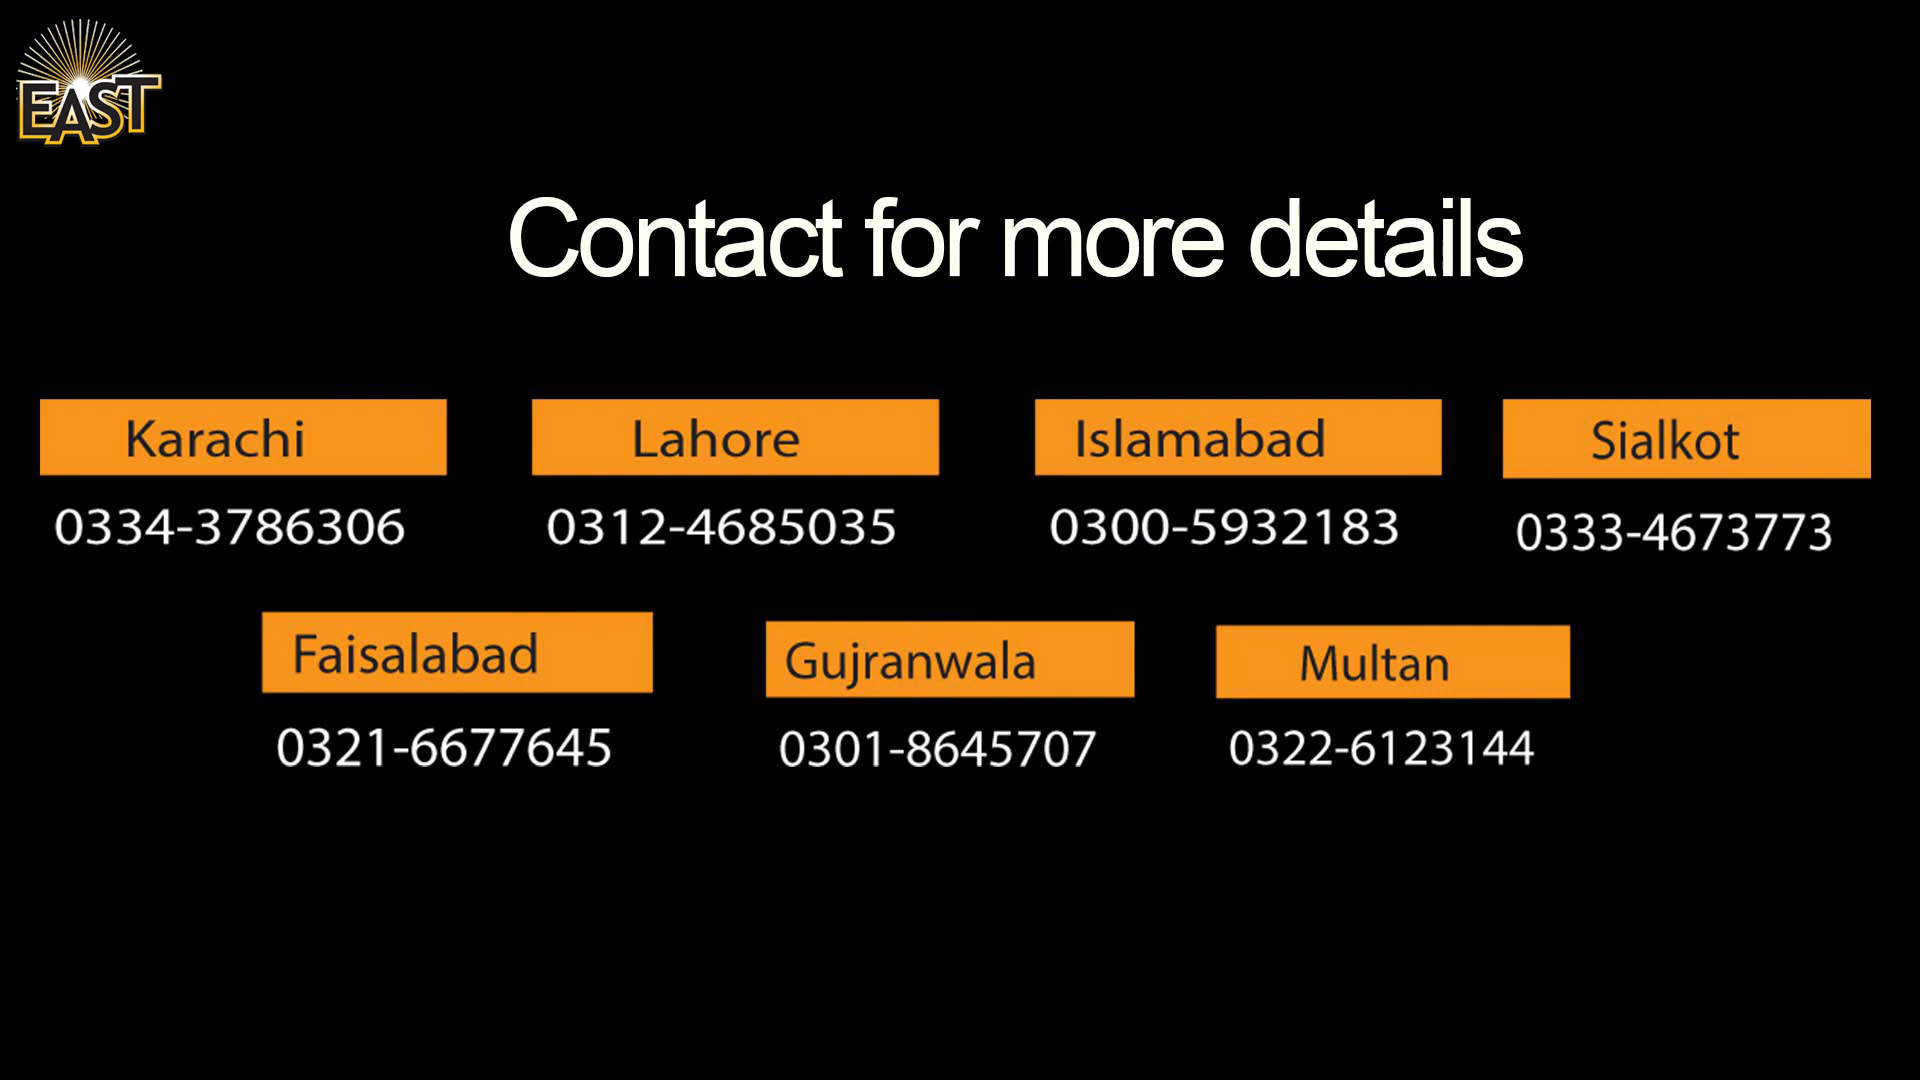 EAST
Contact for more details
Karachi Lahore Islamabad Sialkot
0334-3786306 0312-4685035 0300-5932183 0333-4673773
Faisalabad Gujranwala Multan
0321-6677645 0301-8645707 0322-6123144